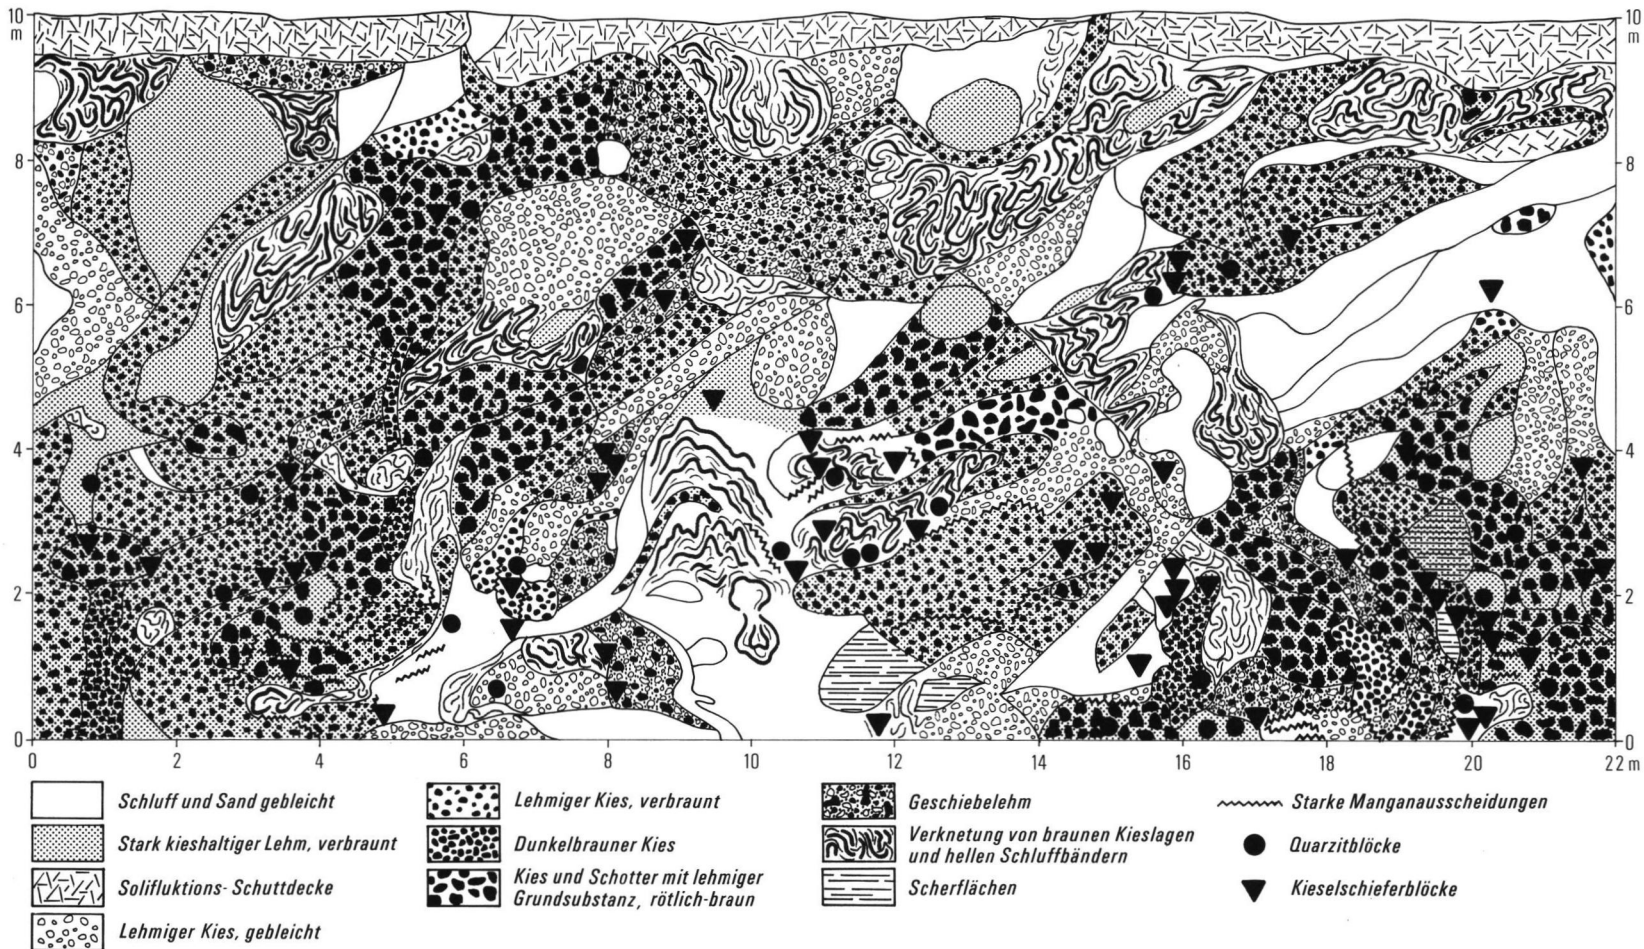 10
m
8
6
4
2
0
10
m
8
6
4
2
0
0 2 4 6 8 10 12 14 16 18 20 22 m
Schluff und Sand gebleicht
Stark kieshaltiger Lehm, verbraunt
Solifluktions-Schuttdecke
Lehmiger Kies, gebleicht
Lehmiger Kies, verbraunt
Dunkelbrauner Kies
Kies und Schotter mit lehmiger
Grundsubstanz, rötlich-braun
Geschiebelehm
Verknetung von braunen Kieslagen
und hellen Schluffbändern
Scherflächen
Starke Manganausscheidungen
Quarzitblöcke
Kieselschieferblöcke